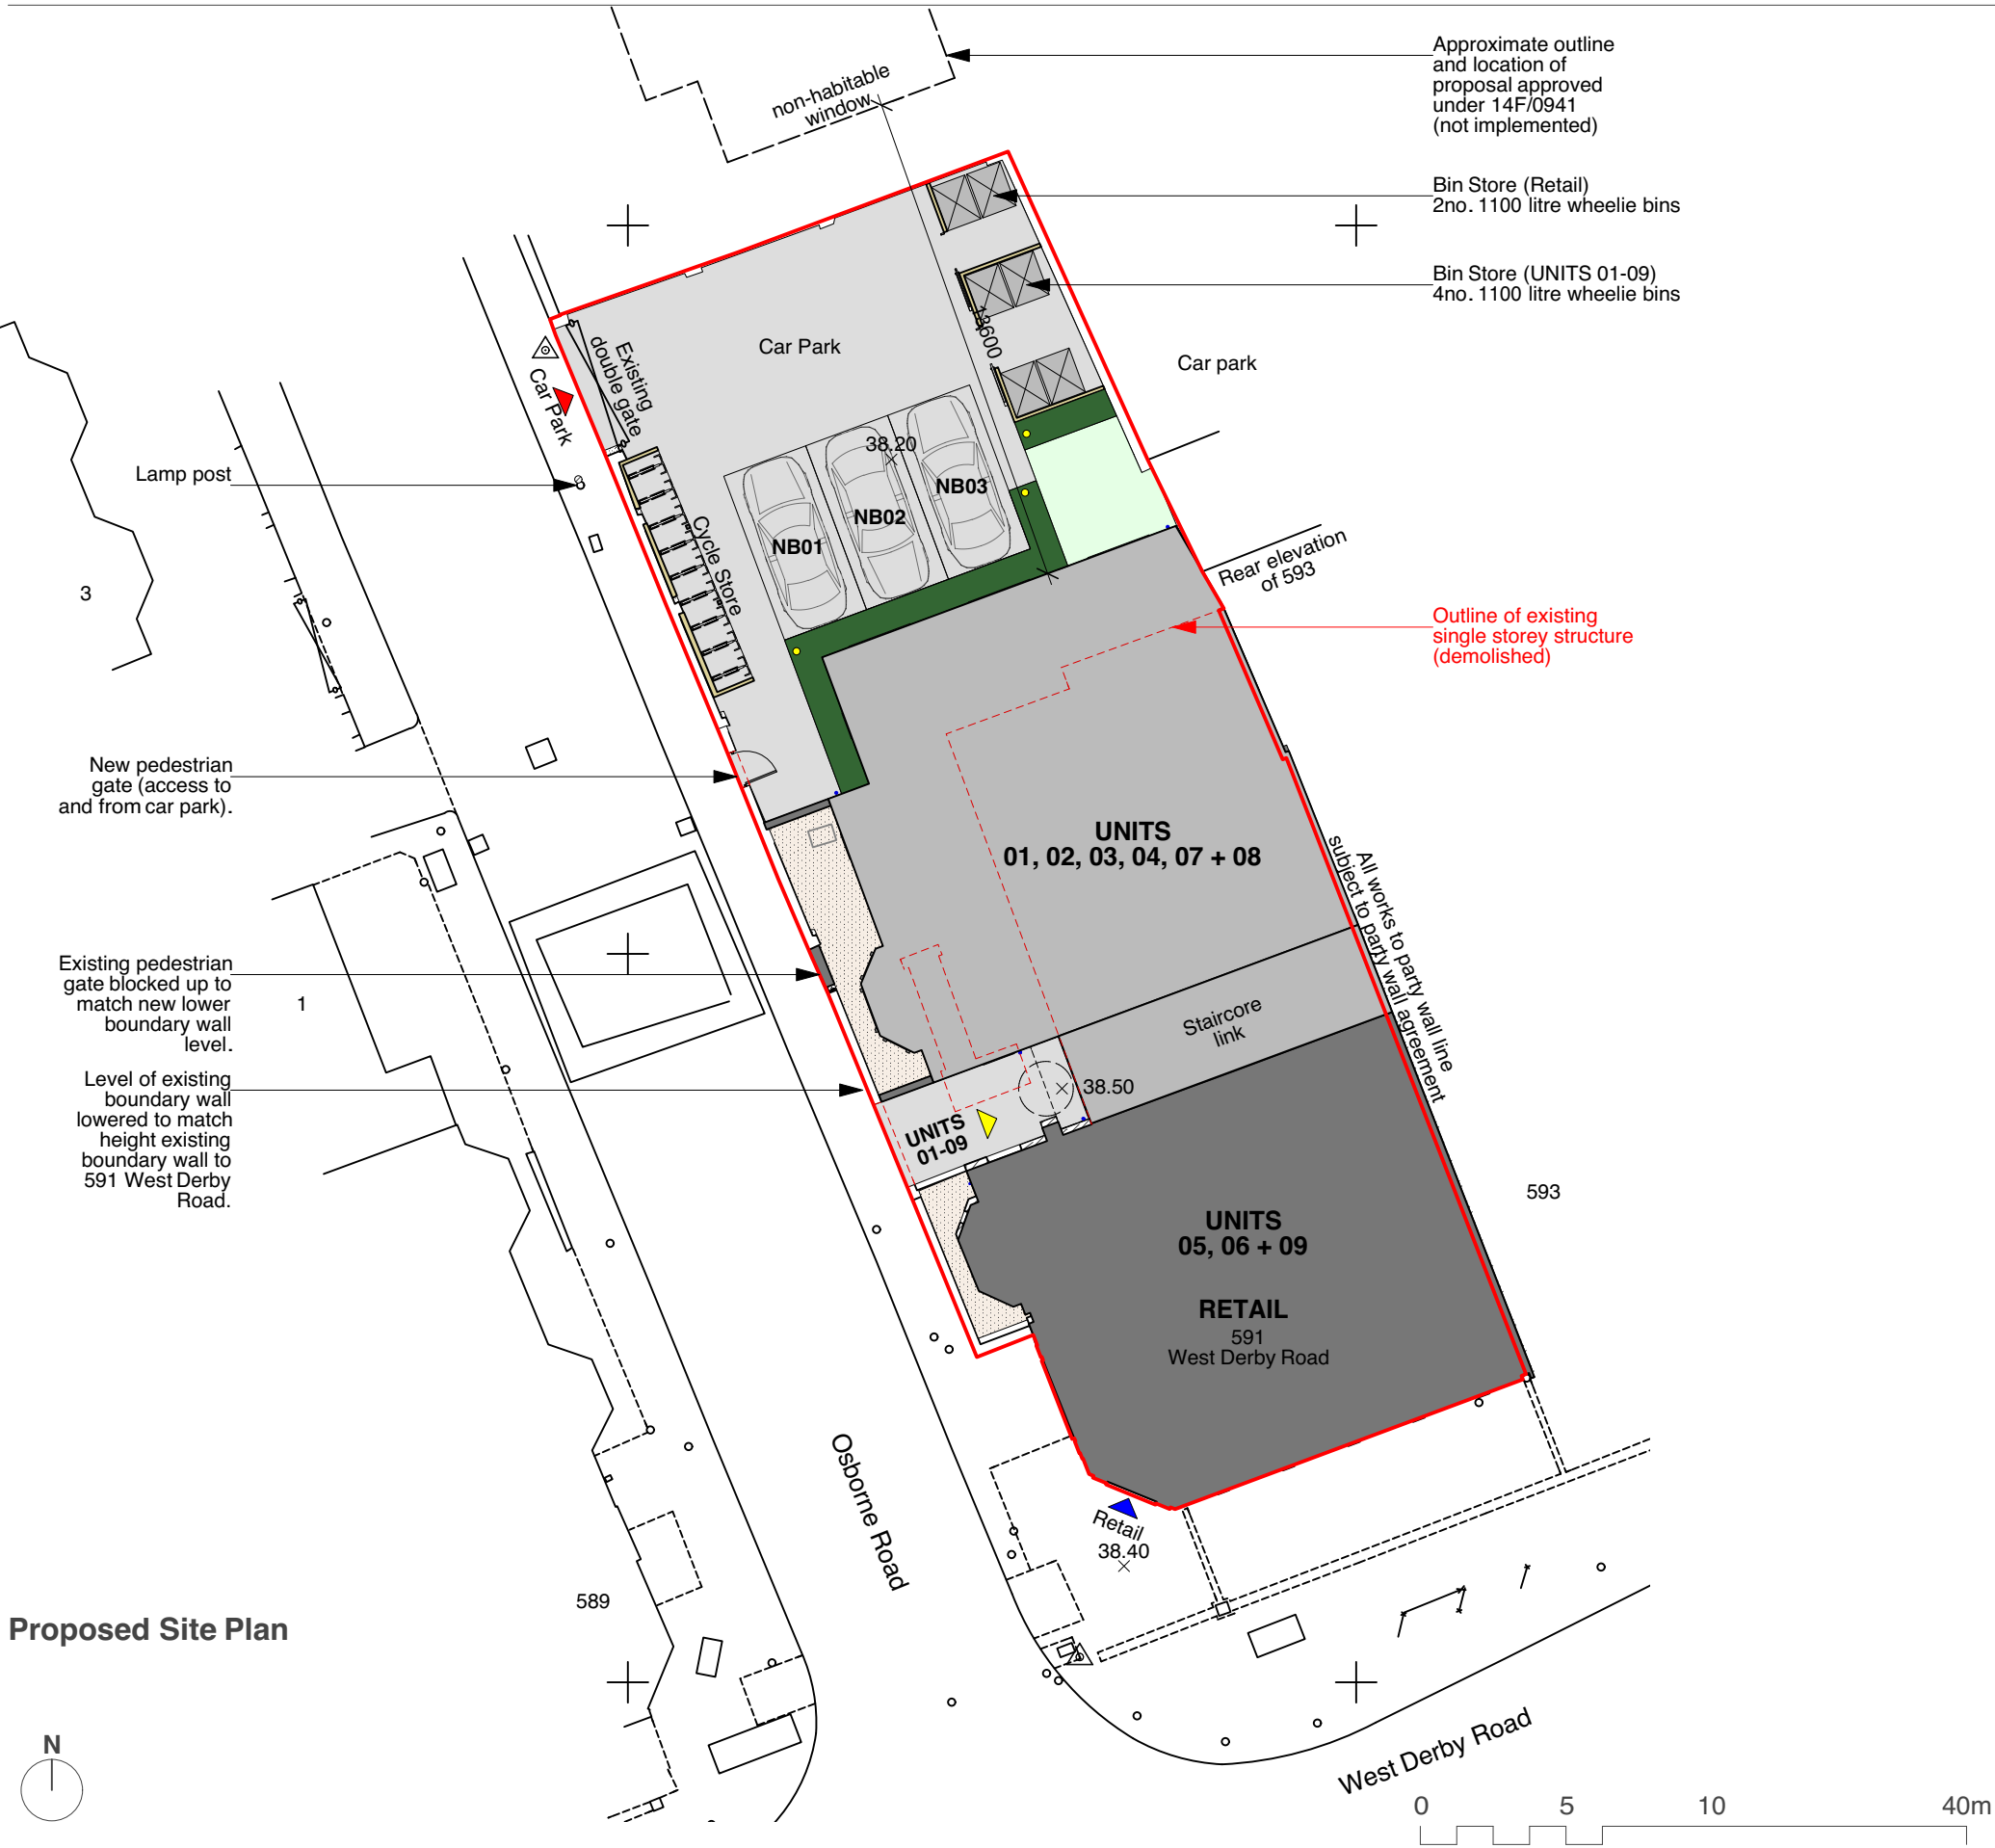 Approximate outline
and location of
proposal approved
under 14F/0941
(not implemented)
non-habitable
window
Bin Store (Retail)
2no. 1100 litre wheelie bins
Bin Store (UNITS 01-09)
4no. 1100 litre wheelie bins
13600
Car Park
Car park
Existing
double gate
Car Park
Lamp post
38.20
NB01
NB02
NB03
Cycle Store
3
Rear elevation
of 593
Outline of existing
single storey structure
(demolished)
New pedestrian
gate (access to
and from car park).
UNITS
01, 02, 03, 04, 07 + 08
All works to party wall line
subject to party wall agreement
Existing pedestrian
gate blocked up to
match new lower
boundary wall
level.
1
Staircore
link
Level of existing
boundary wall
lowered to match
height existing
boundary wall to
591 West Derby
Road.
38.50
UNITS
01-09
593
UNITS
05, 06 + 09
RETAIL
591
West Derby Road
Osborne Road
Retail
38.40
589
Proposed Site Plan
West Derby Road
N
0 5 10 40m